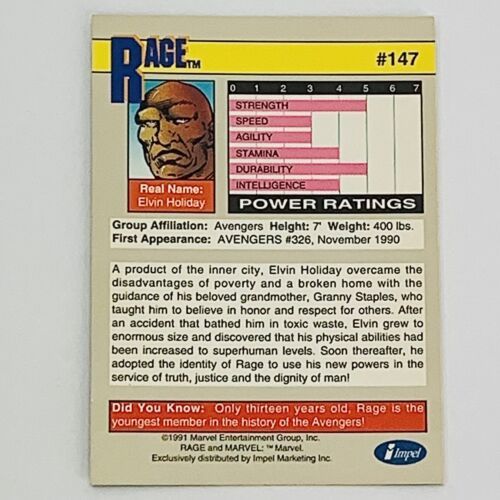 RAGE™
#147
0 1 2 3 4 5 6 7
STRENGTH
SPEED
AGILITY
STAMINA
DURABILITY
INTELLIGENCE
POWER RATINGS
Real Name:
Elvin Holiday
Group Affiliation: Avengers Height: 7' Weight: 400 lbs.
First Appearance: AVENGERS #326, November 1990
A product of the inner city, Elvin Holiday overcame the
disadvantages of poverty and a broken home with the
guidance of his beloved grandmother, Granny Staples, who
taught him to believe in honor and respect for others. After
an accident that bathed him in toxic waste, Elvin grew to
enormous size and discovered that his physical abilities had
been increased to superhuman levels. Soon thereafter, he
adopted the identity of Rage to use his new powers in the
service of truth, justice and the dignity of man!
Did You Know: Only thirteen years old, Rage is the
youngest member in the history of the Avengers!
©1991 Marvel Entertainment Group, Inc.
RAGE and MARVEL: ™ Marvel.
Exclusively distributed by Impel Marketing Inc.
Impel